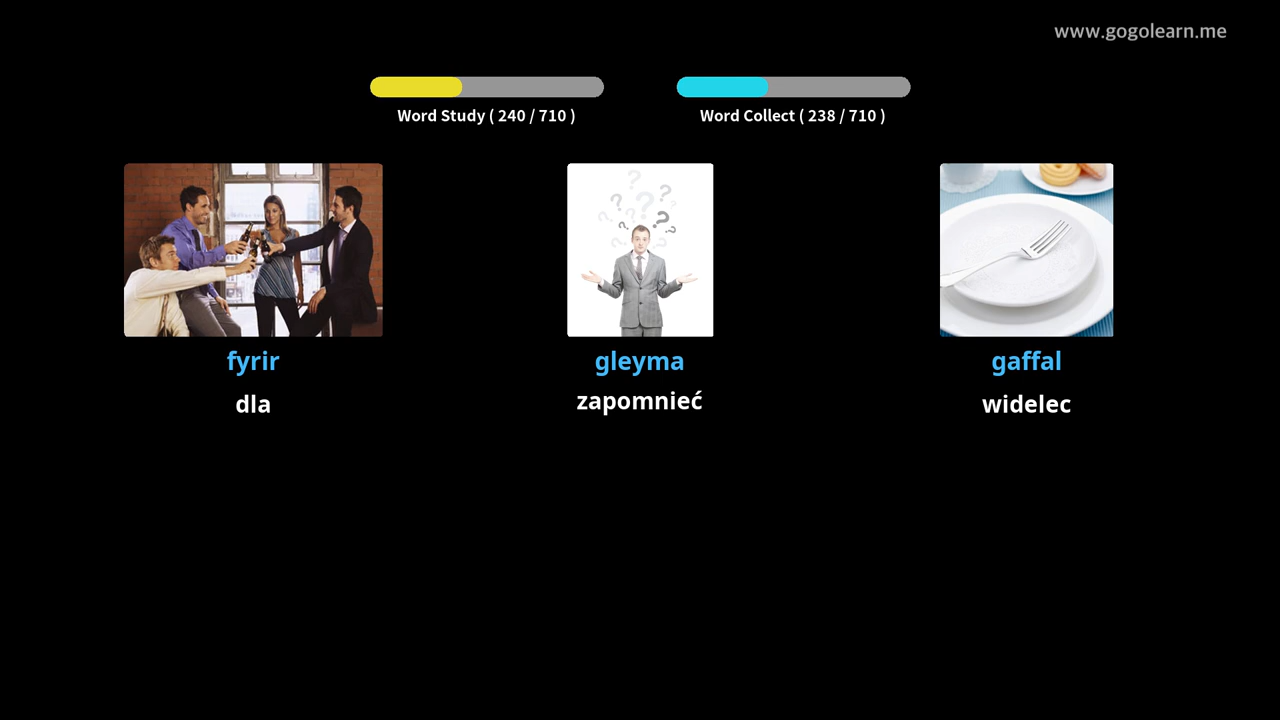 www.gogolearn.me
Word Study ( 240 / 710 )
Word Collect ( 238 / 710 )
fyrir
dla
gleyma
zapomnieć
gaffal
widelec